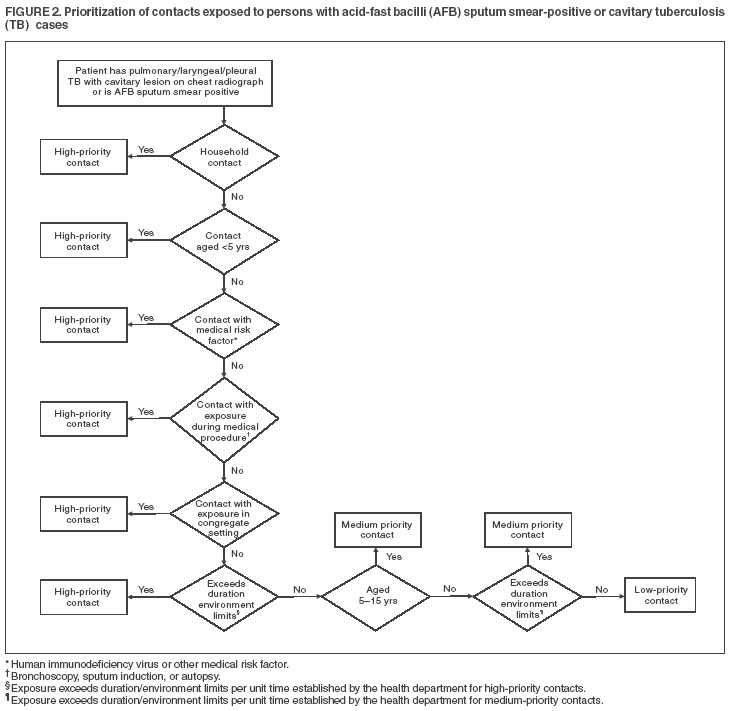 FIGURE 2. Prioritization of contacts exposed to persons with acid-fast bacilli (AFB) sputum smear-positive or cavitary tuberculosis
(TB) cases
Patient has pulmonary/laryngeal/pleural
TB with cavitary lesion on chest radiograph
or is AFB sputum smear positive
High-priority
contact
Yes
Household
contact
No
High-priority
contact
Yes
Contact
aged <5 yrs
No
High-priority
contact
Yes
Contact with
medical risk
factor*
No
High-priority
contact
Yes
Contact with
exposure
during medical
procedure†
No
High-priority
contact
Yes
Contact with
exposure in
congregate
setting
No
High-priority
contact
Yes
Exceeds
duration
environment
limits§
No
Medium priority
contact
Yes
Aged
5–15 yrs
No
Medium priority
contact
Yes
Exceeds
duration
environment
limits¶
No
Low-priority
contact
* Human immunodeficiency virus or other medical risk factor.
† Bronchoscopy, sputum induction, or autopsy.
§ Exposure exceeds duration/environment limits per unit time established by the health department for high-priority contacts.
¶ Exposure exceeds duration/environment limits per unit time established by the health department for medium-priority contacts.